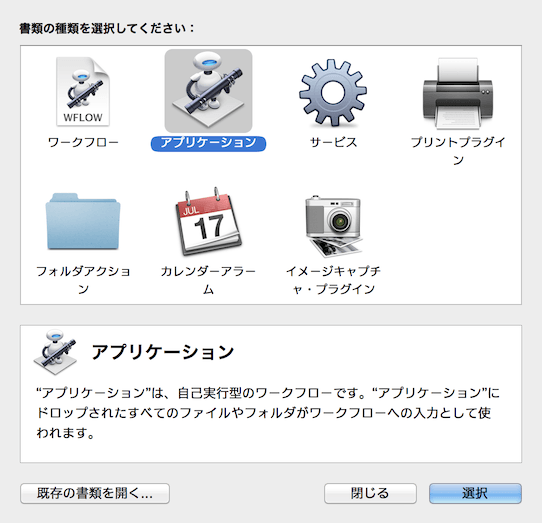 書類の種類を選択してください：
WFLOW
ワークフロー
アプリケーション
サービス
プリントプラグイ
ン
フォルダアクショ
ン
JUL
17
カレンダーアラー
ム
イメージキャプチ
ャ・プラグイン
アプリケーション
“アプリケーション”は、自己実行型のワークフローです。“アプリケーション”に
ドロップされたすべてのファイルやフォルダがワークフローへの入力として使
われます。
既存の書類を開く...
閉じる
選択